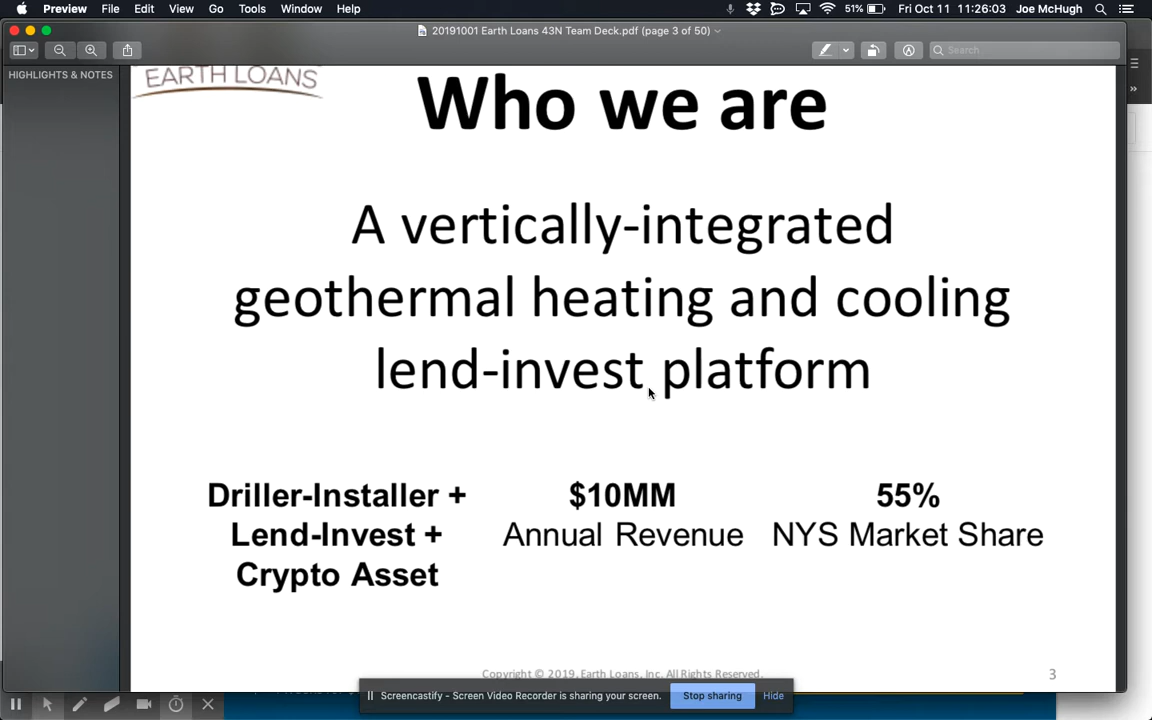 Preview File Edit View Go Tools Window Help 51% Fri Oct 11 11:26:03 Joe McHugh
20191001 Earth Loans 43N Team Deck.pdf (page 3 of 50)
Search
HIGHLIGHTS & NOTES
EARTH LOANS
Who we are
A vertically-integrated
geothermal heating and cooling
lend-invest platform
Driller-Installer +
Lend-Invest +
Crypto Asset
$10MM
Annual Revenue
55%
NYS Market Share
Copyright © 2019, Earth Loans, Inc. All Rights Reserved.
3
Screencastify - Screen Video Recorder is sharing your screen. Stop sharing Hide